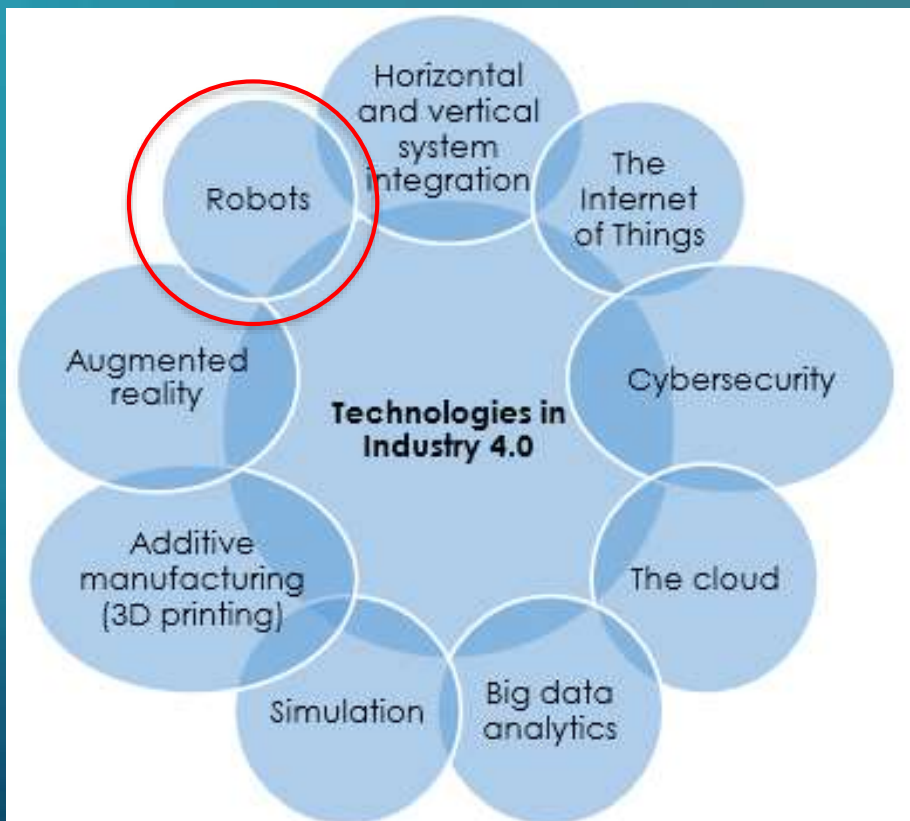 Horizontal
and vertical
system
integration
The
Internet
of Things
Cybersecurity
The cloud
Big data
analytics
Simulation
Additive
manufacturing
(3D printing)
Augmented
reality
Robots
Technologies in
Industry 4.0